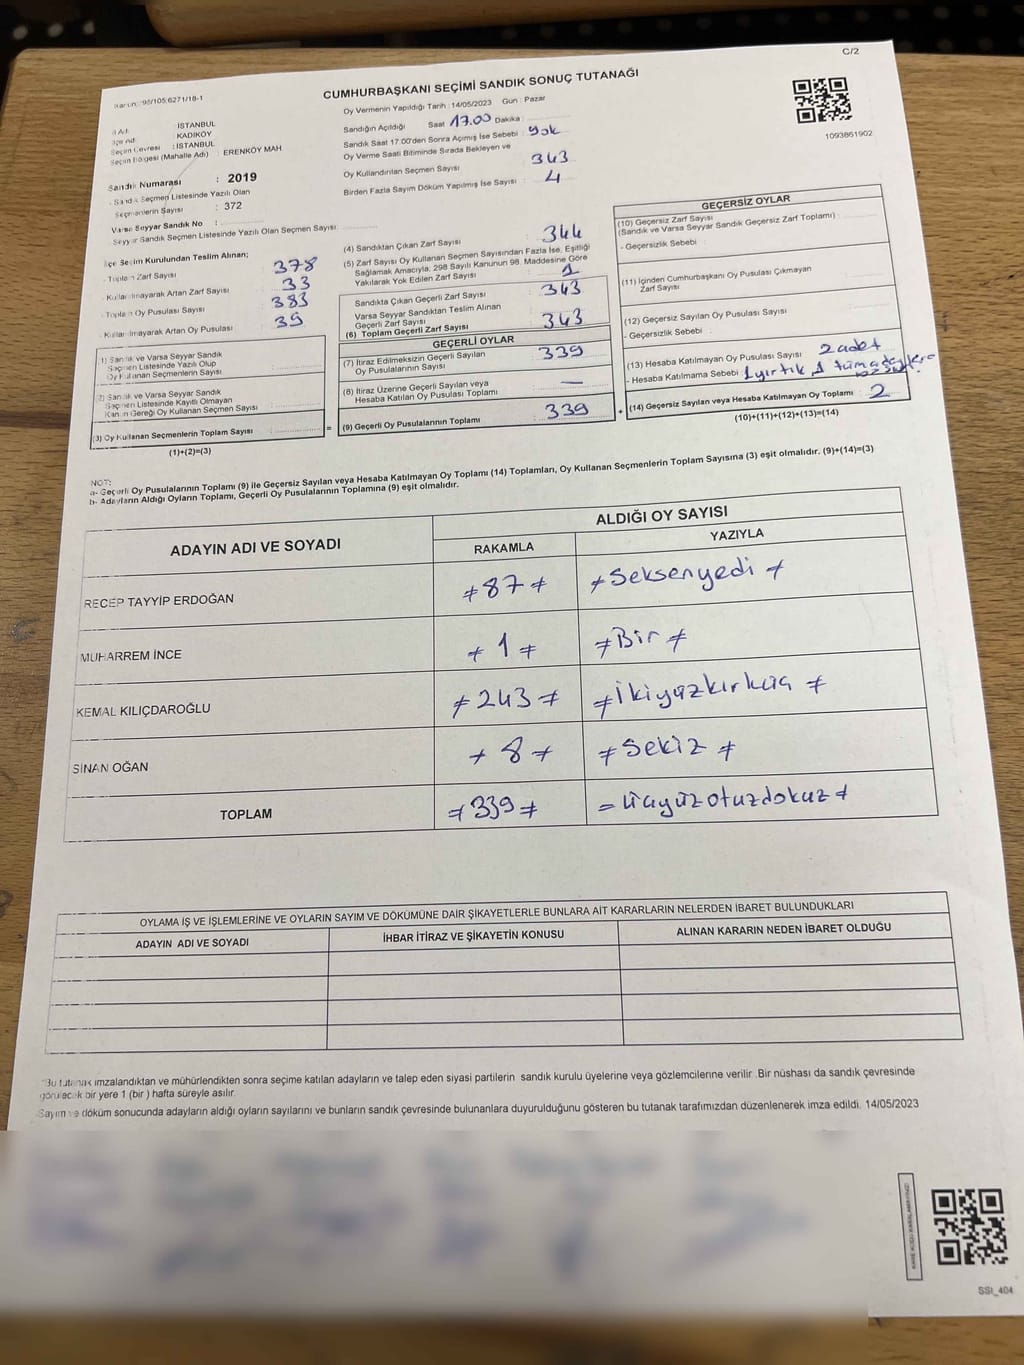 C/2
CUMHURBAŞKANI SEÇİMİ SANDIK SONUÇ TUTANAĞI
Oy Vermenin Yapıldığı Tarih : 14/05/2023 Gün : Pazar
1093861902
: İSTANBUL
: KADIKÖY
Seçim Çevresi : İSTANBUL
Seçim Bölgesi (Mahalle Adı) : ERENKÖY MAH
Sandık Numarası : 2019
Sandık Seçmen Listesinde Yazılı Olan
Seçmenlerin Sayısı : 372
Varsa Seyyar Sandık No :
Seyyar Sandık Seçmen Listesinde Yazılı Olan Seçmen Sayısı
İlçe Seçim Kurulundan Teslim Alınan;
Toplam Zarf Sayısı 378
Kullanılmayarak Artan Zarf Sayısı 33
Toplam Oy Pusulası Sayısı 383
Kullanılmayarak Artan Oy Pusulası 39
1) Sandık ve Varsa Seyyar Sandık
Seçmen Listesinde Yazılı Olup
Oy Kullanan Seçmenlerin Sayısı :
2) Sandık ve Varsa Seyyar Sandık
Seçmen Listesinde Kayıtlı Olmayan
Kanun Gereği Oy Kullanan Seçmen Sayısı :
(3) Oy Kullanan Seçmenlerin Toplam Sayısı :
(1)+(2)=(3)
Sandığın Açıldığı Saat 17.00 Dakika :
Sandık Saat 17.00'den Sonra Açılmış İse Sebebi : Yok
Oy Verme Saati Bitiminde Sırada Bekleyen ve
Oy Kullandırılan Seçmen Sayısı 343
Birden Fazla Sayım Döküm Yapılmış İse Sayısı : 4
(4) Sandıktan Çıkan Zarf Sayısı 344
(5) Zarf Sayısı Oy Kullanan Seçmen Sayısından Fazla İse, Eşitliği
Sağlamak Amacıyla, 298 Sayılı Kanunun 98. Maddesine Göre
Yakılarak Yok Edilen Zarf Sayısı : 1
Sandıkta Çıkan Geçerli Zarf Sayısı 343
Varsa Seyyar Sandıktan Teslim Alınan
Geçerli Zarf Sayısı
(6) Toplam Geçerli Zarf Sayısı 343
GEÇERLİ OYLAR
(7) İtiraz Edilmeksizin Geçerli Sayılan
Oy Pusulalarının Sayısı 339
(8) İtiraz Üzerine Geçerli Sayılan veya
Hesaba Katılan Oy Pusulası Toplamı —
(9) Geçerli Oy Pusulalarının Toplamı 339
GEÇERSİZ OYLAR
(10) Geçersiz Zarf Sayısı
(Sandık ve Varsa Seyyar Sandık Geçersiz Zarf Toplamı) :
- Geçersizlik Sebebi :
(11) İçinden Cumhurbaşkanı Oy Pusulası Çıkmayan
Zarf Sayısı
(12) Geçersiz Sayılan Oy Pusulası Sayısı :
- Geçersizlik Sebebi :
(13) Hesaba Katılmayan Oy Pusulası Sayısı 2 adet
- Hesaba Katılmama Sebebi : 1 yırtık 1 tüm adaylara
(14) Geçersiz Sayılan veya Hesaba Katılmayan Oy Toplamı : 2
(10)+(11)+(12)+(13)=(14)
NOT:
a- Geçerli Oy Pusulalarının Toplamı (9) ile Geçersiz Sayılan veya Hesaba Katılmayan Oy Toplamı (14) Toplamları, Oy Kullanan Seçmenlerin Toplam Sayısına (3) eşit olmalıdır. (9)+(14)=(3)
b- Adayların Aldığı Oyların Toplamı, Geçerli Oy Pusulalarının Toplamına (9) eşit olmalıdır.
ADAYIN ADI VE SOYADI
ALDIĞI OY SAYISI
RAKAMLA YAZIYLA
RECEP TAYYİP ERDOĞAN ≠ 87 ≠ ≠ Seksenyedi ≠
MUHARREM İNCE ≠ 1 ≠ ≠ Bir ≠
KEMAL KILIÇDAROĞLU ≠ 243 ≠ ≠ İkiyüzkırküç ≠
SİNAN OĞAN ≠ 8 ≠ ≠ Sekiz ≠
TOPLAM ≠ 339 ≠ = üçyüzotuzdokuz ≠
OYLAMA İŞ VE İŞLEMLERİNE VE OYLARIN SAYIM VE DÖKÜMÜNE DAİR ŞİKAYETLERLE BUNLARA AİT KARARLARIN NELERDEN İBARET BULUNDUKLARI
ADAYIN ADI VE SOYADI İHBAR İTİRAZ VE ŞİKAYETİN KONUSU ALINAN KARARIN NEDEN İBARET OLDUĞU
"Bu tutanak imzalandıktan ve mühürlendikten sonra seçime katılan adayların ve talep eden siyasi partilerin sandık kurulu üyelerine veya gözlemcilerine verilir .Bir nüshası da sandık çevresinde
görülecek bir yere 1 (bir ) hafta süreyle asılır.
Sayım ve döküm sonucunda adayların aldığı oyların sayılarını ve bunların sandık çevresinde bulunanlara duyurulduğunu gösteren bu tutanak tarafımızdan düzenlenerek imza edildi. 14/05/2023
SSI_404